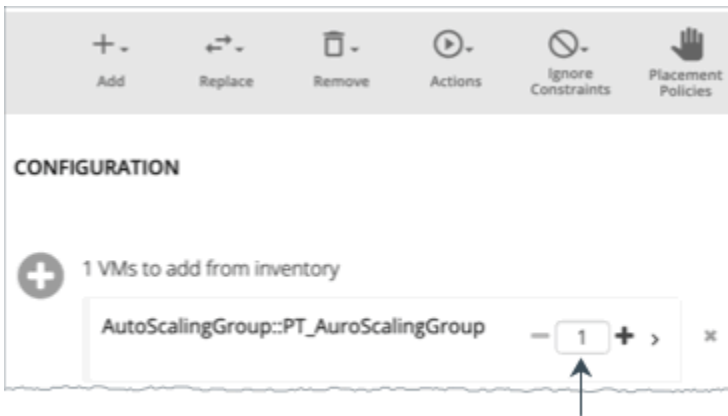 Add
Replace
Remove
Actions
Ignore
Constraints
Placement
Policies
CONFIGURATION
1 VMs to add from inventory
AutoScalingGroup::PT_AuroScalingGroup
1